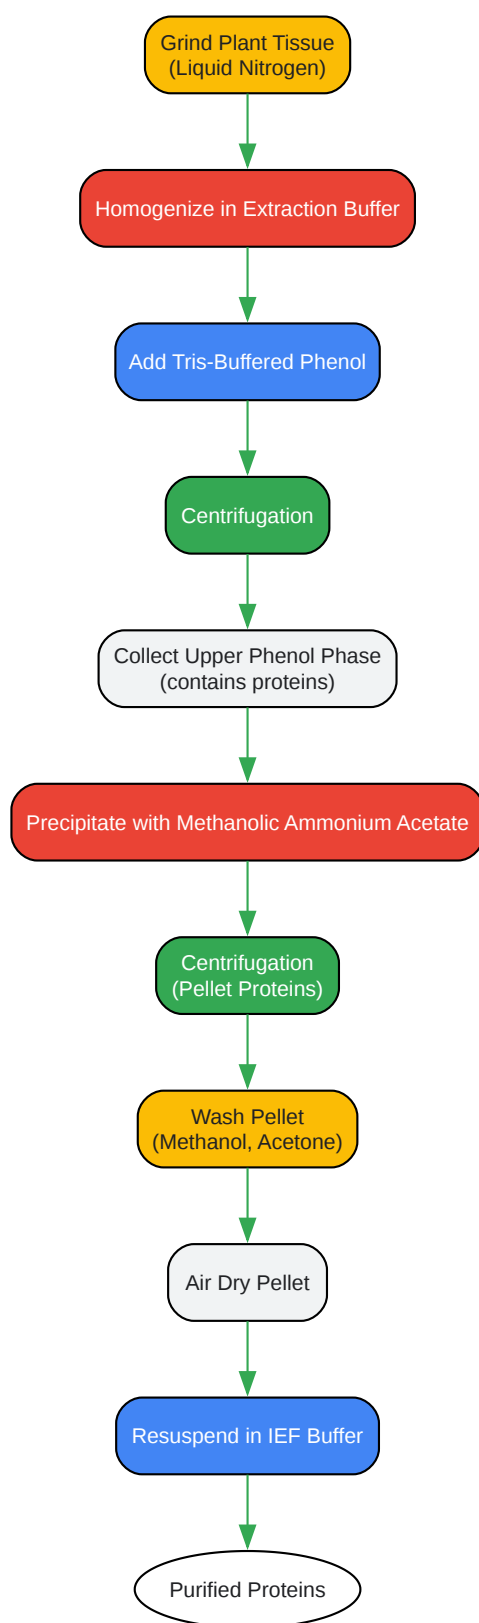 Grind Plant Tissue
(Liquid Nitrogen)
Homogenize in Extraction Buffer
Add Tris-Buffered Phenol
Centrifugation
Collect Upper Phenol Phase
(contains proteins)
Precipitate with Methanolic Ammonium Acetate
Centrifugation
(Pellet Proteins)
Wash Pellet
(Methanol, Acetone)
Air Dry Pellet
Resuspend in IEF Buffer
Purified Proteins